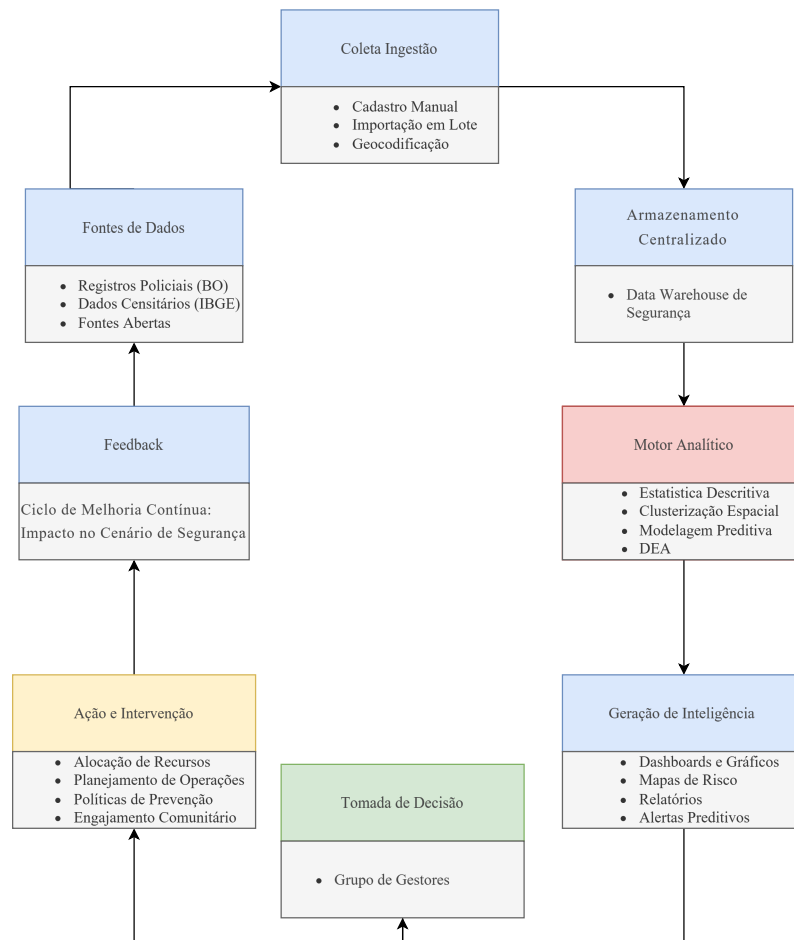 Coleta Ingestão
• Cadastro Manual
• Importação em Lote
• Geocodificação
Fontes de Dados
• Registros Policiais (BO)
• Dados Censitários (IBGE)
• Fontes Abertas
Armazenamento
Centralizado
• Data Warehouse de
Segurança
Feedback
Ciclo de Melhoria Contínua:
Impacto no Cenário de Segurança
Motor Analítico
• Estatistica Descritiva
• Clusterização Espacial
• Modelagem Preditiva
• DEA
Ação e Intervenção
• Alocação de Recursos
• Planejamento de Operações
• Políticas de Prevenção
• Engajamento Comunitário
Tomada de Decisão
• Grupo de Gestores
Geração de Inteligência
• Dashboards e Gráficos
• Mapas de Risco
• Relatórios
• Alertas Preditivos